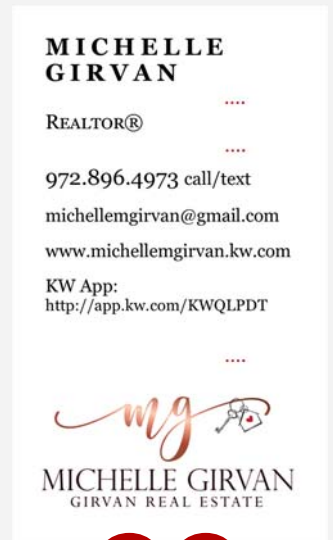 MICHELLE
GIRVAN
....
REALTOR®
....
972.896.4973 call/text
michellemgirvan@gmail.com
www.michellemgirvan.kw.com
KW App:
http://app.kw.com/KWQLPDT
....
mg
MICHELLE GIRVAN
GIRVAN REAL ESTATE